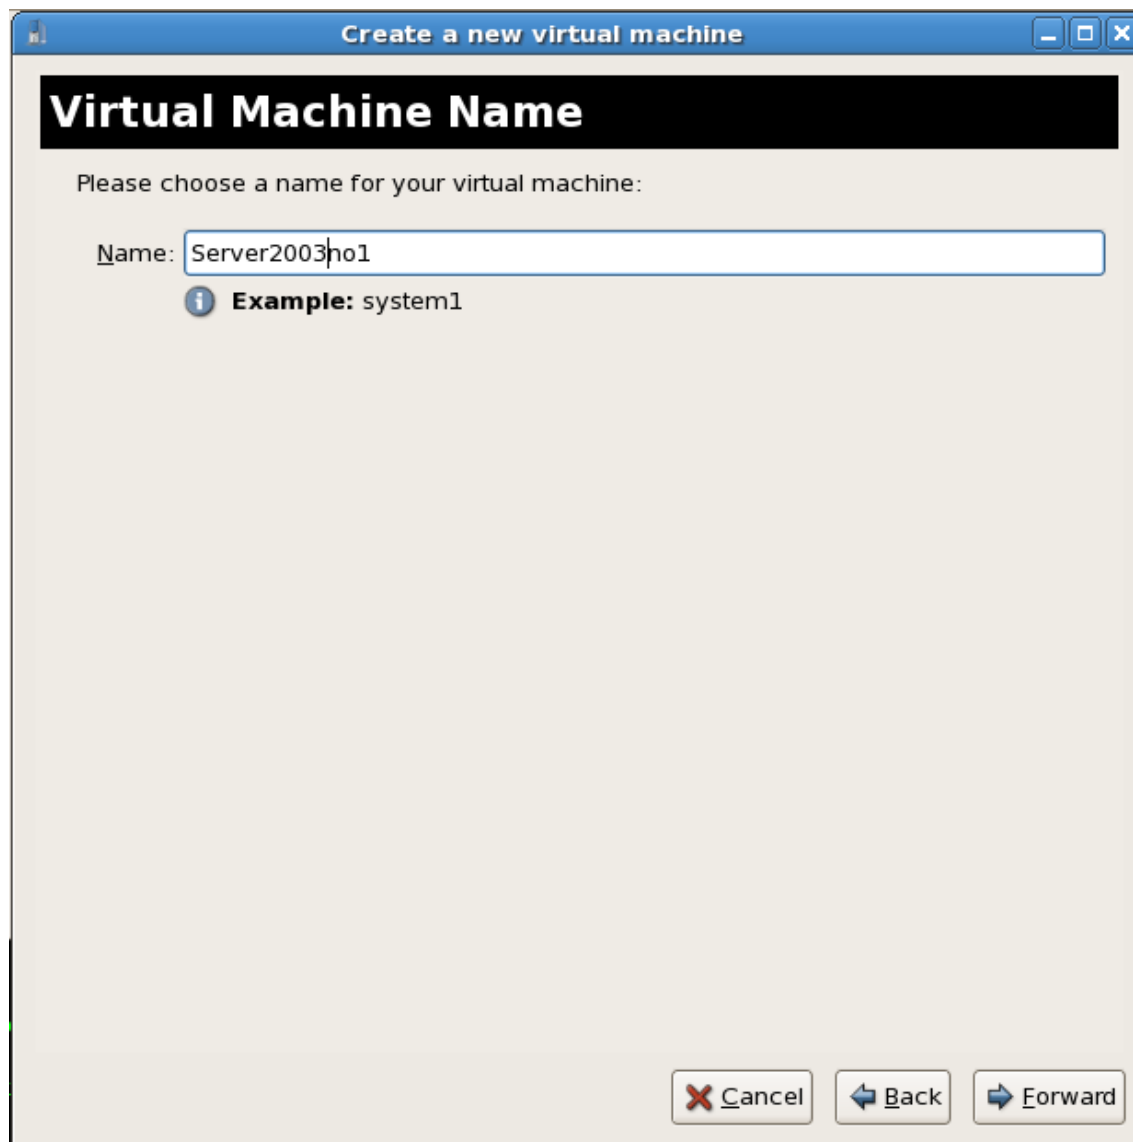 Create a new virtual machine
Virtual Machine Name
Please choose a name for your virtual machine:
Name: Server2003no1
Example: system1
Cancel Back Forward